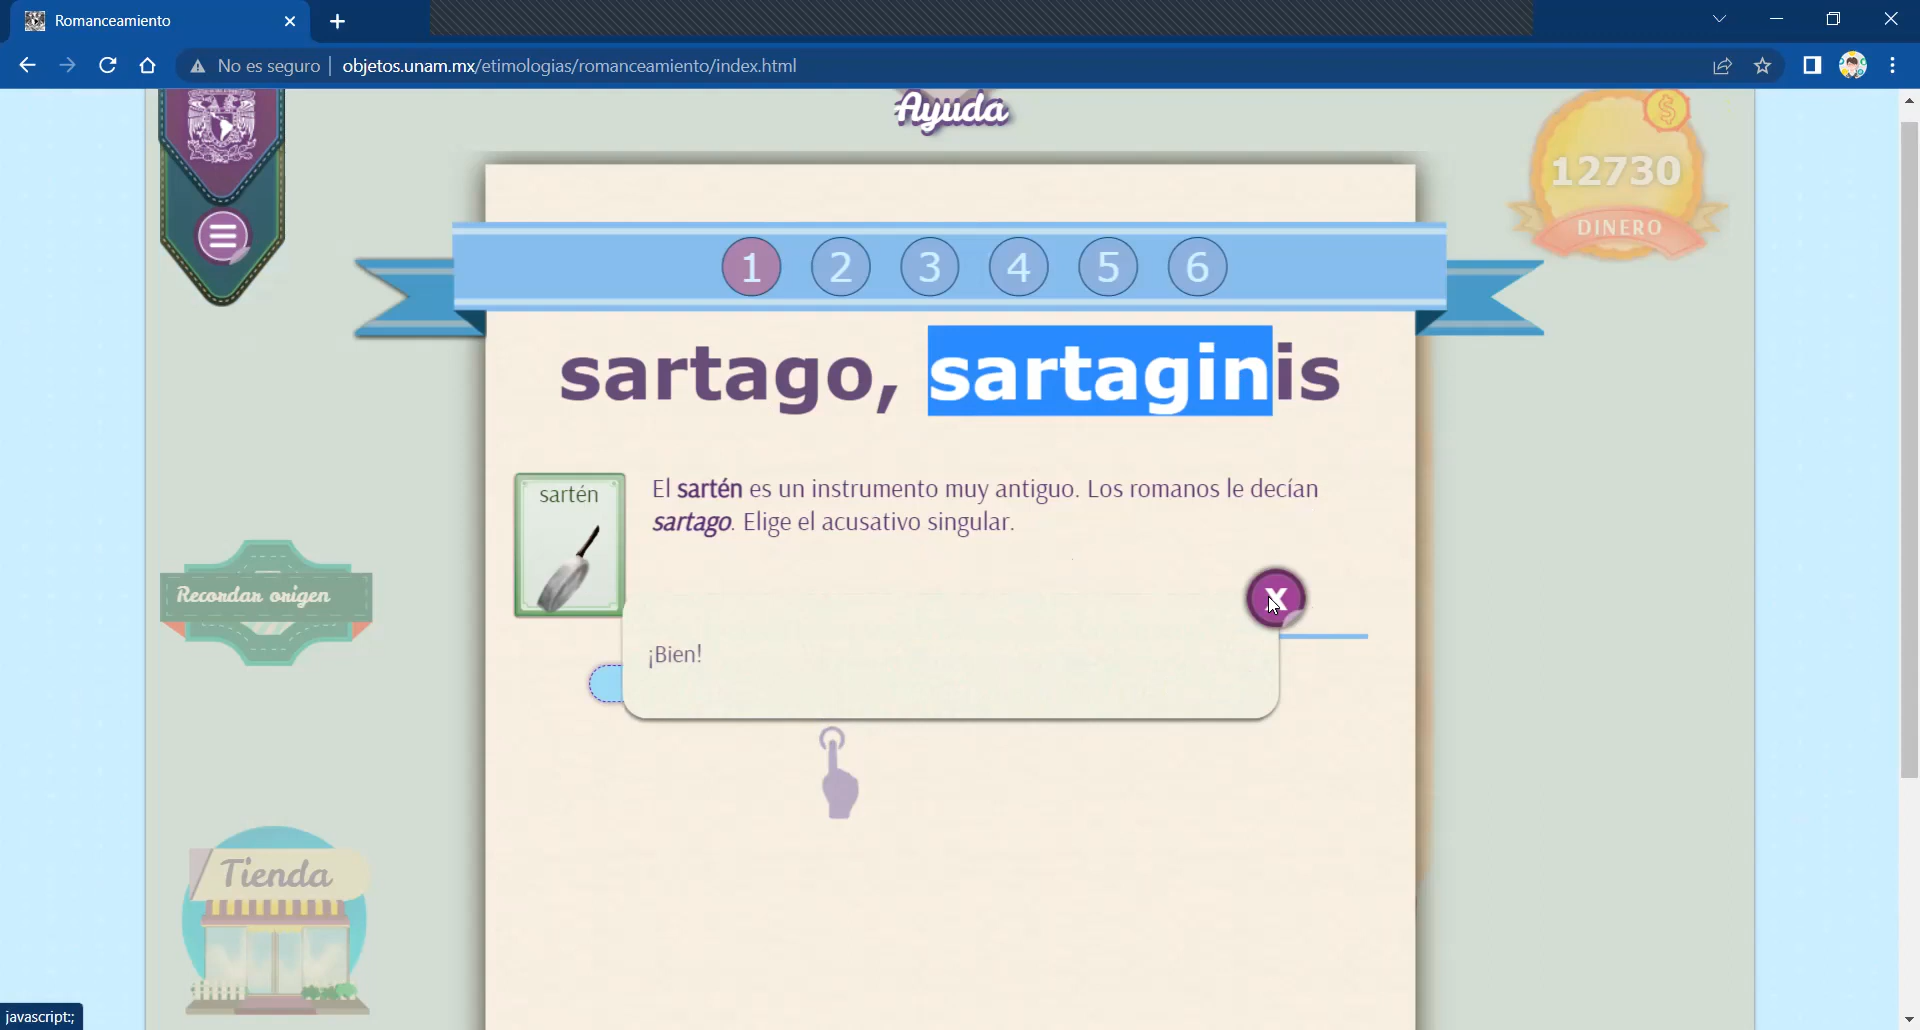 Romanceamiento
No es seguro
objetos.unam.mx/etimologias/romanceamiento/index.html
Ayuda
12730
DINERO
1 2 3 4 5 6
sartago, sartaginis
sartén
El sartén es un instrumento muy antiguo. Los romanos le decían
sartago. Elige el acusativo singular.
X
¡Bien!
Recordar origen
Tienda
javascript:;